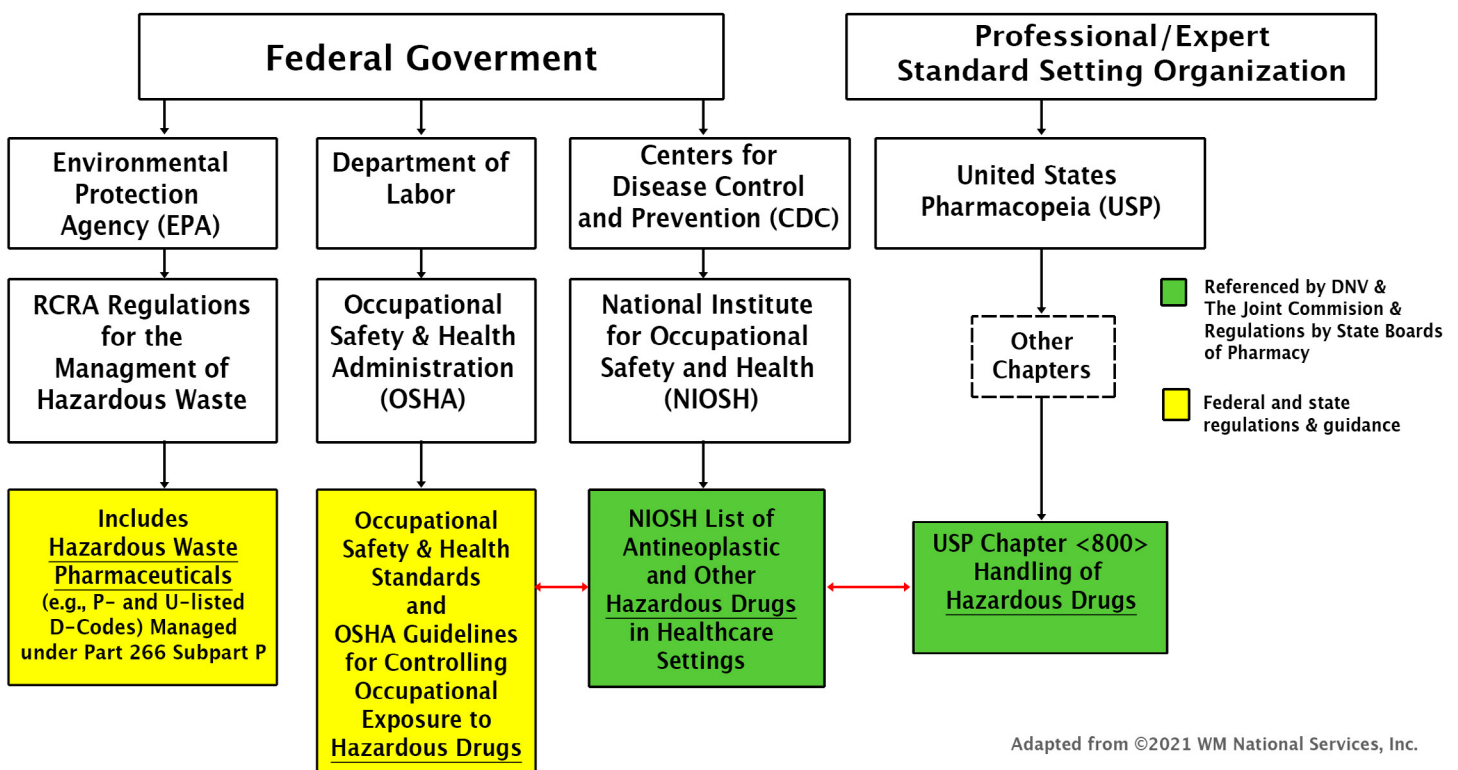 Federal Goverment
Professional/Expert
Standard Setting Organization
Environmental
Protection
Agency (EPA)
Department of
Labor
Centers for
Disease Control
and Prevention (CDC)
United States
Pharmacopeia (USP)
RCRA Regulations
for the
Managment of
Hazardous Waste
Occupational
Safety & Health
Administration
(OSHA)
National Institute
for Occupational
Safety and Health
(NIOSH)
Other
Chapters
Referenced by DNV &
The Joint Commision &
Regulations by State Boards
of Pharmacy
Federal and state
regulations & guidance
Includes
Hazardous Waste
Pharmaceuticals
(e.g., P- and U-listed
D-Codes) Managed
under Part 266 Subpart P
Occupational
Safety & Health
Standards
and
OSHA Guidelines
for Controlling
Occupational
Exposure to
Hazardous Drugs
NIOSH List of
Antineoplastic
and Other
Hazardous Drugs
in Healthcare
Settings
USP Chapter <800>
Handling of
Hazardous Drugs
Adapted from ©2021 WM National Services, Inc.